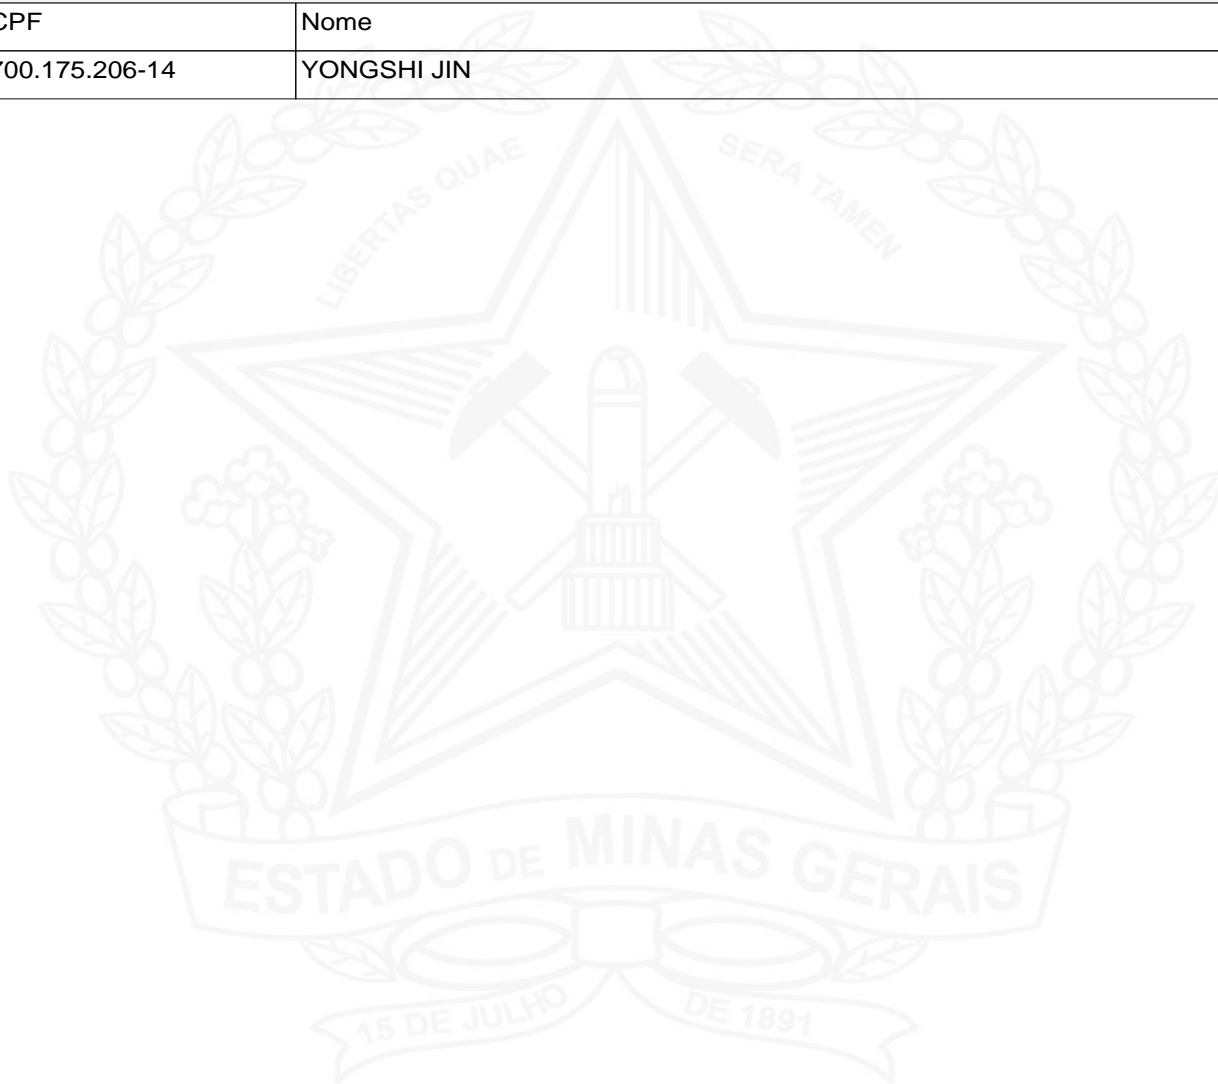 CPF Nome
700.175.206-14 YONGSHI JIN
LIBERTAS QUAE SERA TAMEN
ESTADO DE MINAS GERAIS
15 DE JULHO DE 1891